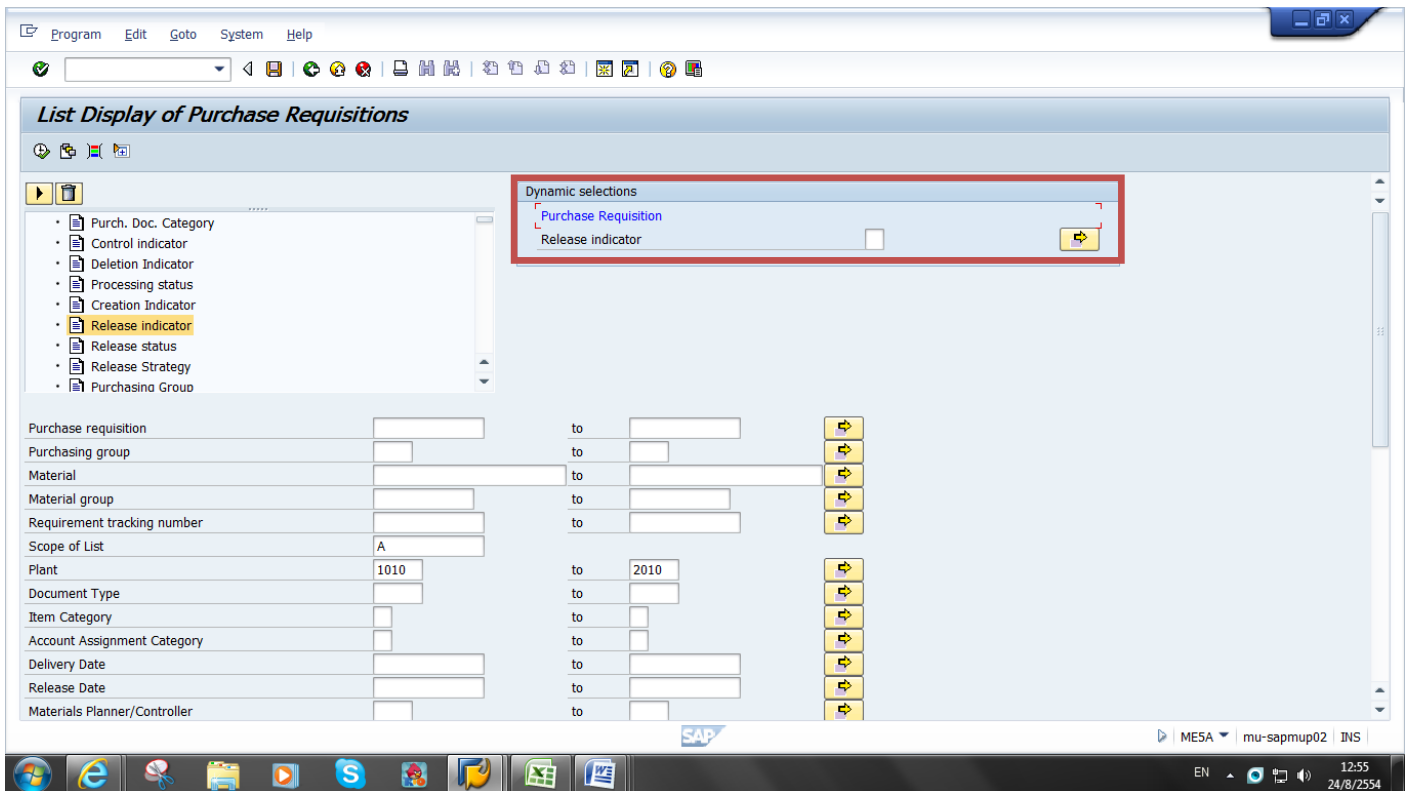 Program Edit Goto System Help
List Display of Purchase Requisitions
Dynamic selections
Purchase Requisition
Release indicator
Purch. Doc. Category
Control indicator
Deletion Indicator
Processing status
Creation Indicator
Release indicator
Release status
Release Strategy
Purchasing Group
Purchase requisition to
Purchasing group to
Material to
Material group to
Requirement tracking number to
Scope of List A
Plant 1010 to 2010
Document Type to
Item Category to
Account Assignment Category to
Delivery Date to
Release Date to
Materials Planner/Controller to
SAP
ME5A mu-sapmup02 INS
EN 12:55
24/8/2554